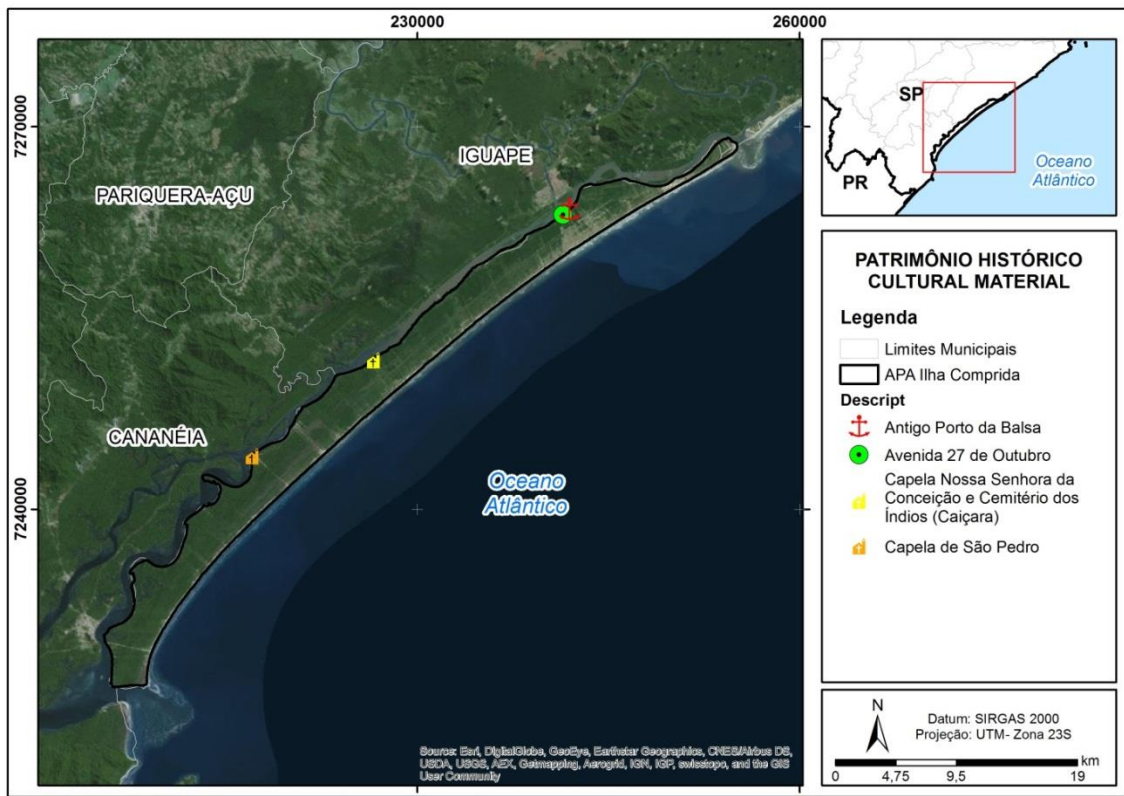 230000
260000
7270000
7240000
IGUAPE
PARIQUERA-AÇU
CANANÉIA
Oceano
Atlântico
Source: Esri, DigitalGlobe, GeoEye, Earthstar Geographics, CNES/Airbus DS,
USDA, USGS, AEX, Getmapping, Aerogrid, IGN, IGP, swisstopo, and the GIS
User Community
SP
PR
Oceano
Atlântico
PATRIMÔNIO HISTÓRICO
CULTURAL MATERIAL
Legenda
Limites Municipais
APA Ilha Comprida
Descript
Antigo Porto da Balsa
Avenida 27 de Outubro
Capela Nossa Senhora da
Conceição e Cemitério dos
Índios (Caiçara)
Capela de São Pedro
N
Datum: SIRGAS 2000
Projeção: UTM- Zona 23S
km
0 4,75 9,5 19